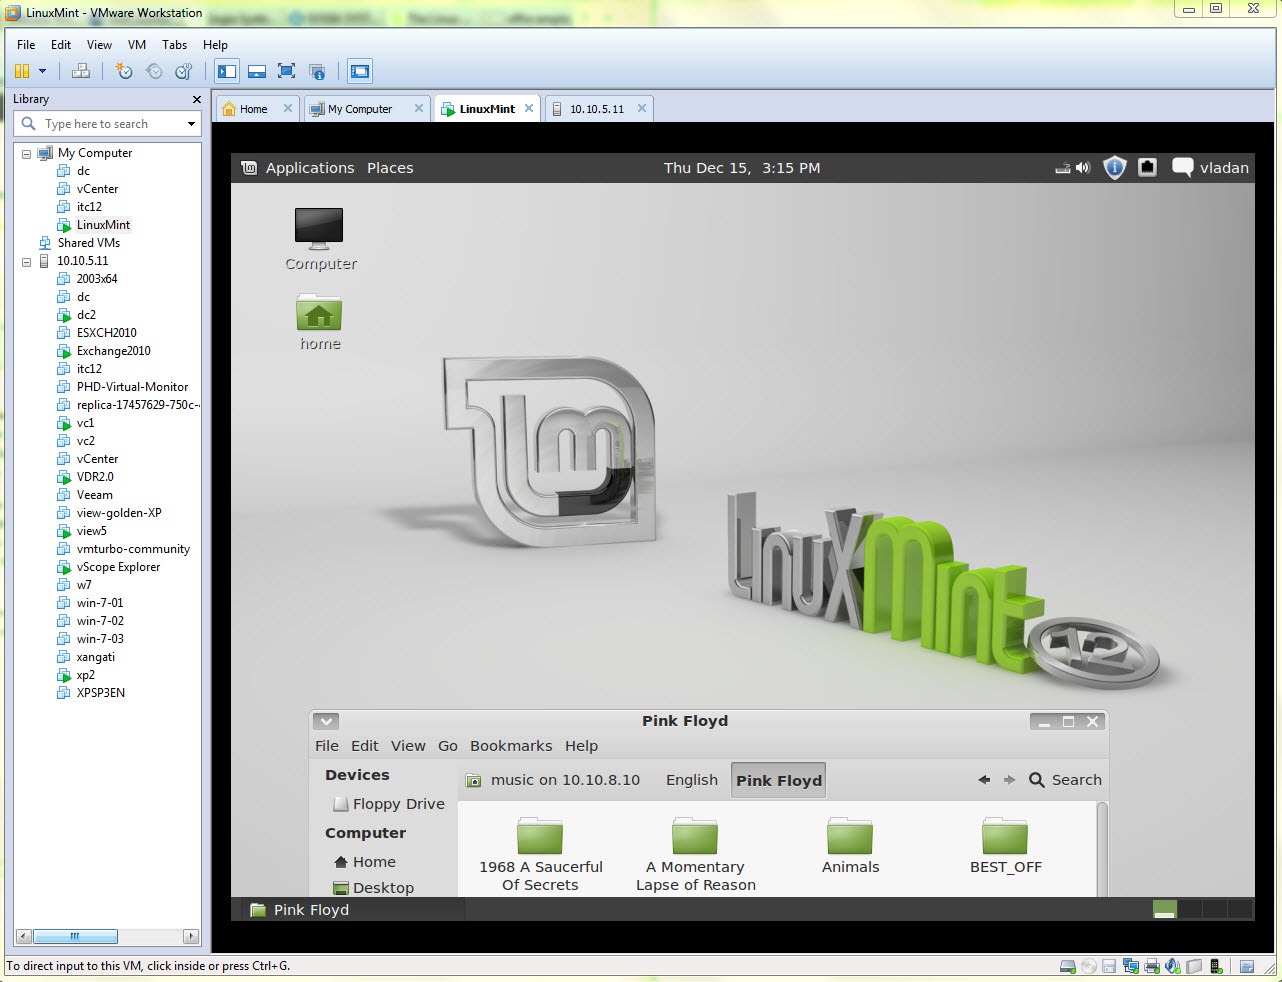 LinuxMint - VMware Workstation
File Edit View VM Tabs Help
Library
Type here to search
My Computer
dc
vCenter
itc12
LinuxMint
Shared VMs
10.10.5.11
2003x64
dc
dc2
ESXCH2010
Exchange2010
itc12
PHD-Virtual-Monitor
replica-17457629-750c-
vc1
vc2
vCenter
VDR2.0
Veeam
view-golden-XP
view5
vmturbo-community
vScope Explorer
w7
win-7-01
win-7-02
win-7-03
xangati
xp2
XPSP3EN
Home My Computer LinuxMint 10.10.5.11
Applications Places Thu Dec 15, 3:15 PM vladan
Computer
home
lm
LinuxMint 12
Pink Floyd
File Edit View Go Bookmarks Help
Devices
Floppy Drive
Computer
Home
Desktop
music on 10.10.8.10 English Pink Floyd Search
1968 A Saucerful
Of Secrets
A Momentary
Lapse of Reason
Animals
BEST_OFF
Pink Floyd
To direct input to this VM, click inside or press Ctrl+G.